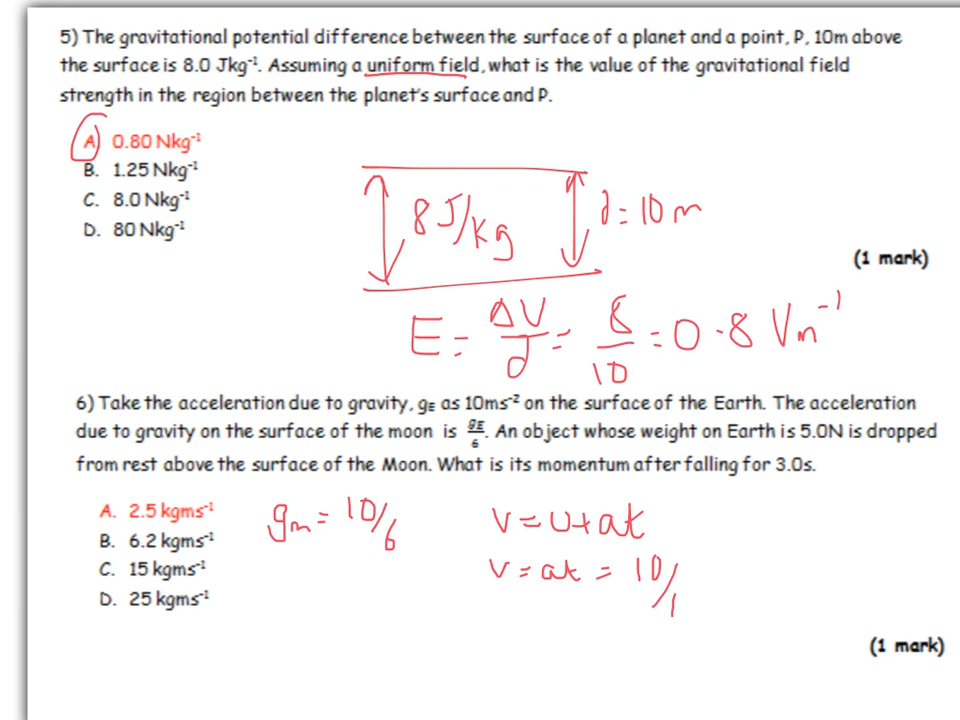 5) The gravitational potential difference between the surface of a planet and a point, P, 10m above
the surface is 8.0 Jkg⁻¹. Assuming a uniform field, what is the value of the gravitational field
strength in the region between the planet's surface and P.
A) 0.80 Nkg⁻¹
B. 1.25 Nkg⁻¹
C. 8.0 Nkg⁻¹
D. 80 Nkg⁻¹
8 J/kg
d = 10 m
(1 mark)
E = ΔV/d = 8/10 = 0.8 Vm⁻¹
6) Take the acceleration due to gravity, gE as 10ms⁻² on the surface of the Earth. The acceleration
due to gravity on the surface of the moon is gE/6. An object whose weight on Earth is 5.0N is dropped
from rest above the surface of the Moon. What is its momentum after falling for 3.0s.
A. 2.5 kgms⁻¹
B. 6.2 kgms⁻¹
C. 15 kgms⁻¹
D. 25 kgms⁻¹
gm = 10/6
v = u + at
v = at = 10/
(1 mark)